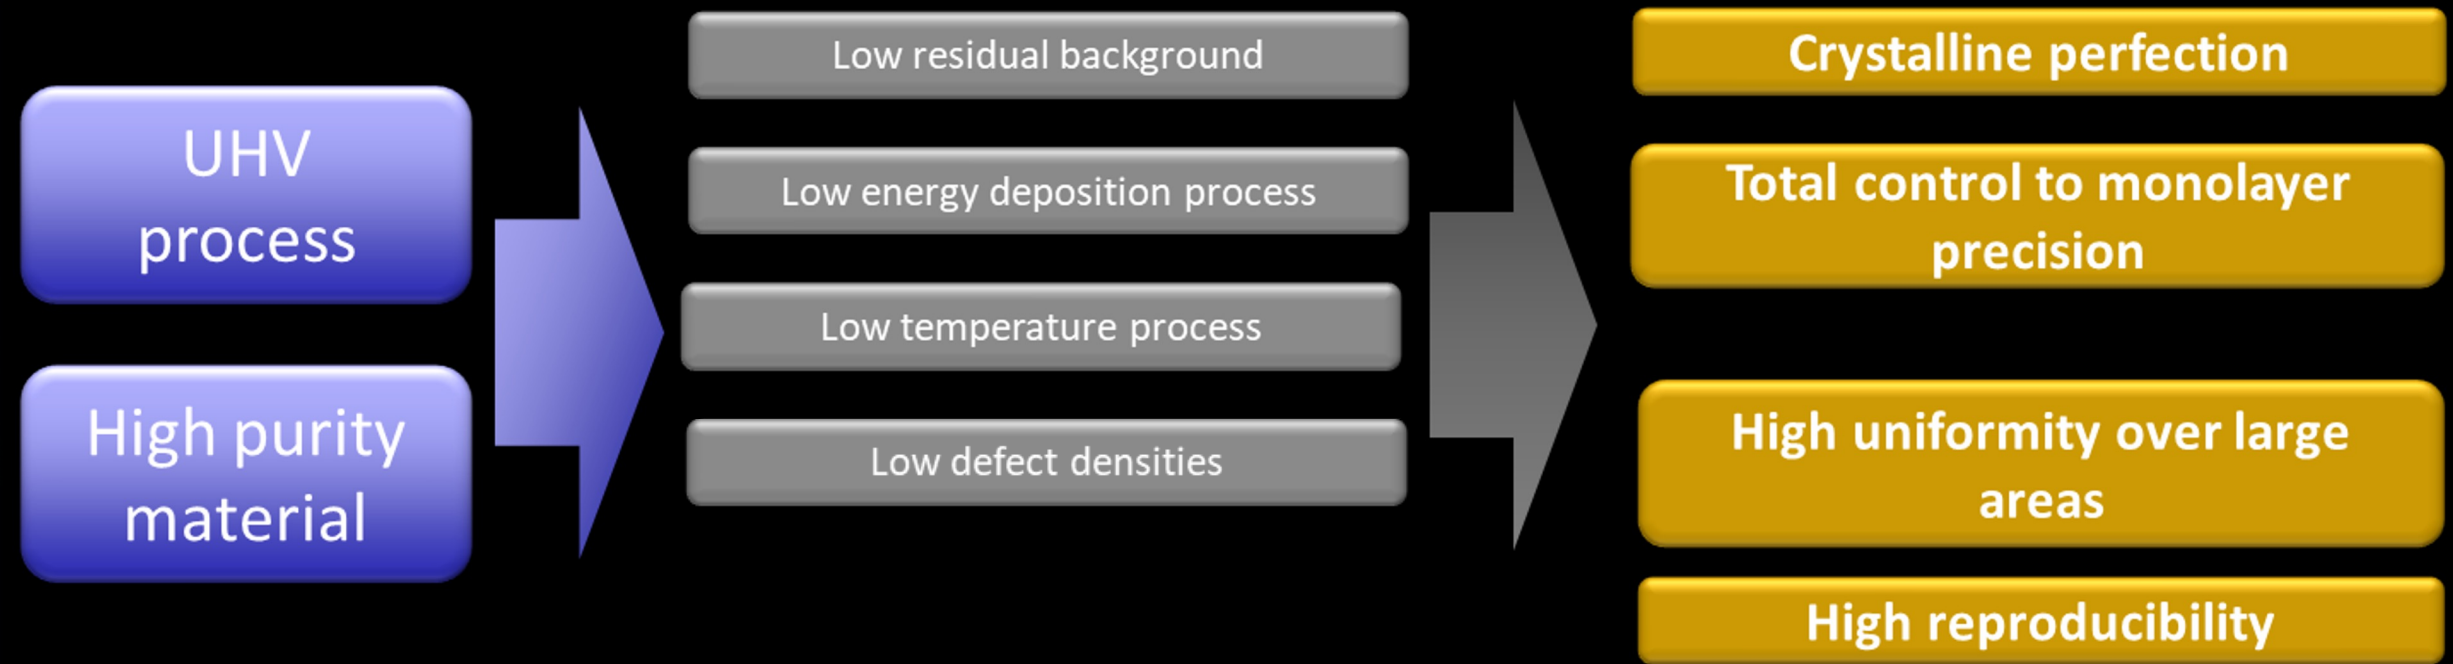 UHV
process
High purity
material
Low residual background
Low energy deposition process
Low temperature process
Low defect densities
Crystalline perfection
Total control to monolayer
precision
High uniformity over large
areas
High reproducibility